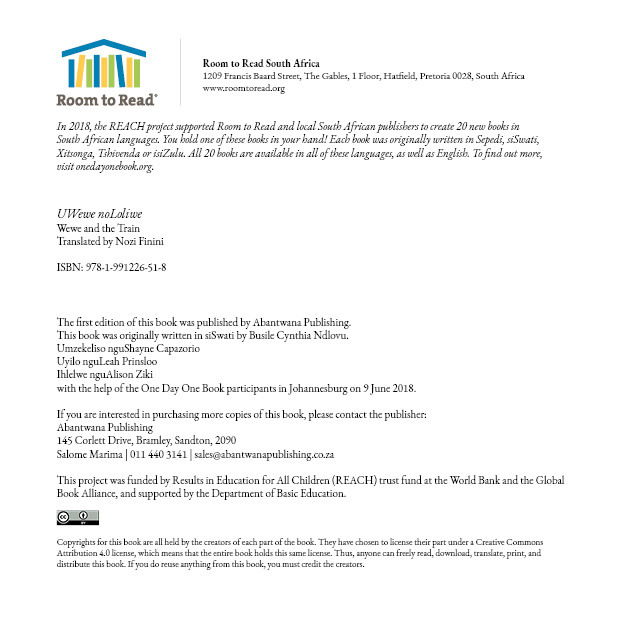 Room to Read®
Room to Read South Africa
1209 Francis Baard Street, The Gables, 1 Floor, Hatfield, Pretoria 0028, South Africa
www.roomtoread.org
In 2018, the REACH project supported Room to Read and local South African publishers to create 20 new books in
South African languages. You hold one of these books in your hand! Each book was originally written in Sepedi, siSwati,
Xitsonga, Tshivenda or isiZulu. All 20 books are available in all of these languages, as well as English. To find out more,
visit onedayonebook.org.
UWewe noLoliwe
Wewe and the Train
Translated by Nozi Finini
ISBN: 978-1-991226-51-8
The first edition of this book was published by Abantwana Publishing.
This book was originally written in siSwati by Busile Cynthia Ndlovu.
Umzekeliso nguShayne Capazorio
Uyilo nguLeah Prinsloo
Ihlelwe nguAlison Ziki
with the help of the One Day One Book participants in Johannesburg on 9 June 2018.
If you are interested in purchasing more copies of this book, please contact the publisher:
Abantwana Publishing
145 Corlett Drive, Bramley, Sandton, 2090
Salome Marima | 011 440 3141 | sales@abantwanapublishing.co.za
This project was funded by Results in Education for All Children (REACH) trust fund at the World Bank and the Global
Book Alliance, and supported by the Department of Basic Education.
CC BY
Copyrights for this book are all held by the creators of each part of the book. They have chosen to license their part under a Creative Commons
Attribution 4.0 license, which means that the entire book holds this same license. Thus, anyone can freely read, download, translate, print, and
distribute this book. If you do reuse anything from this book, you must credit the creators.